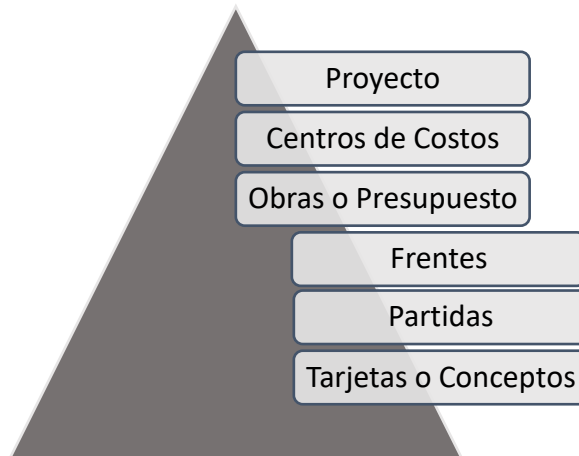 Proyecto
Centros de Costos
Obras o Presupuesto
Frentes
Partidas
Tarjetas o Conceptos